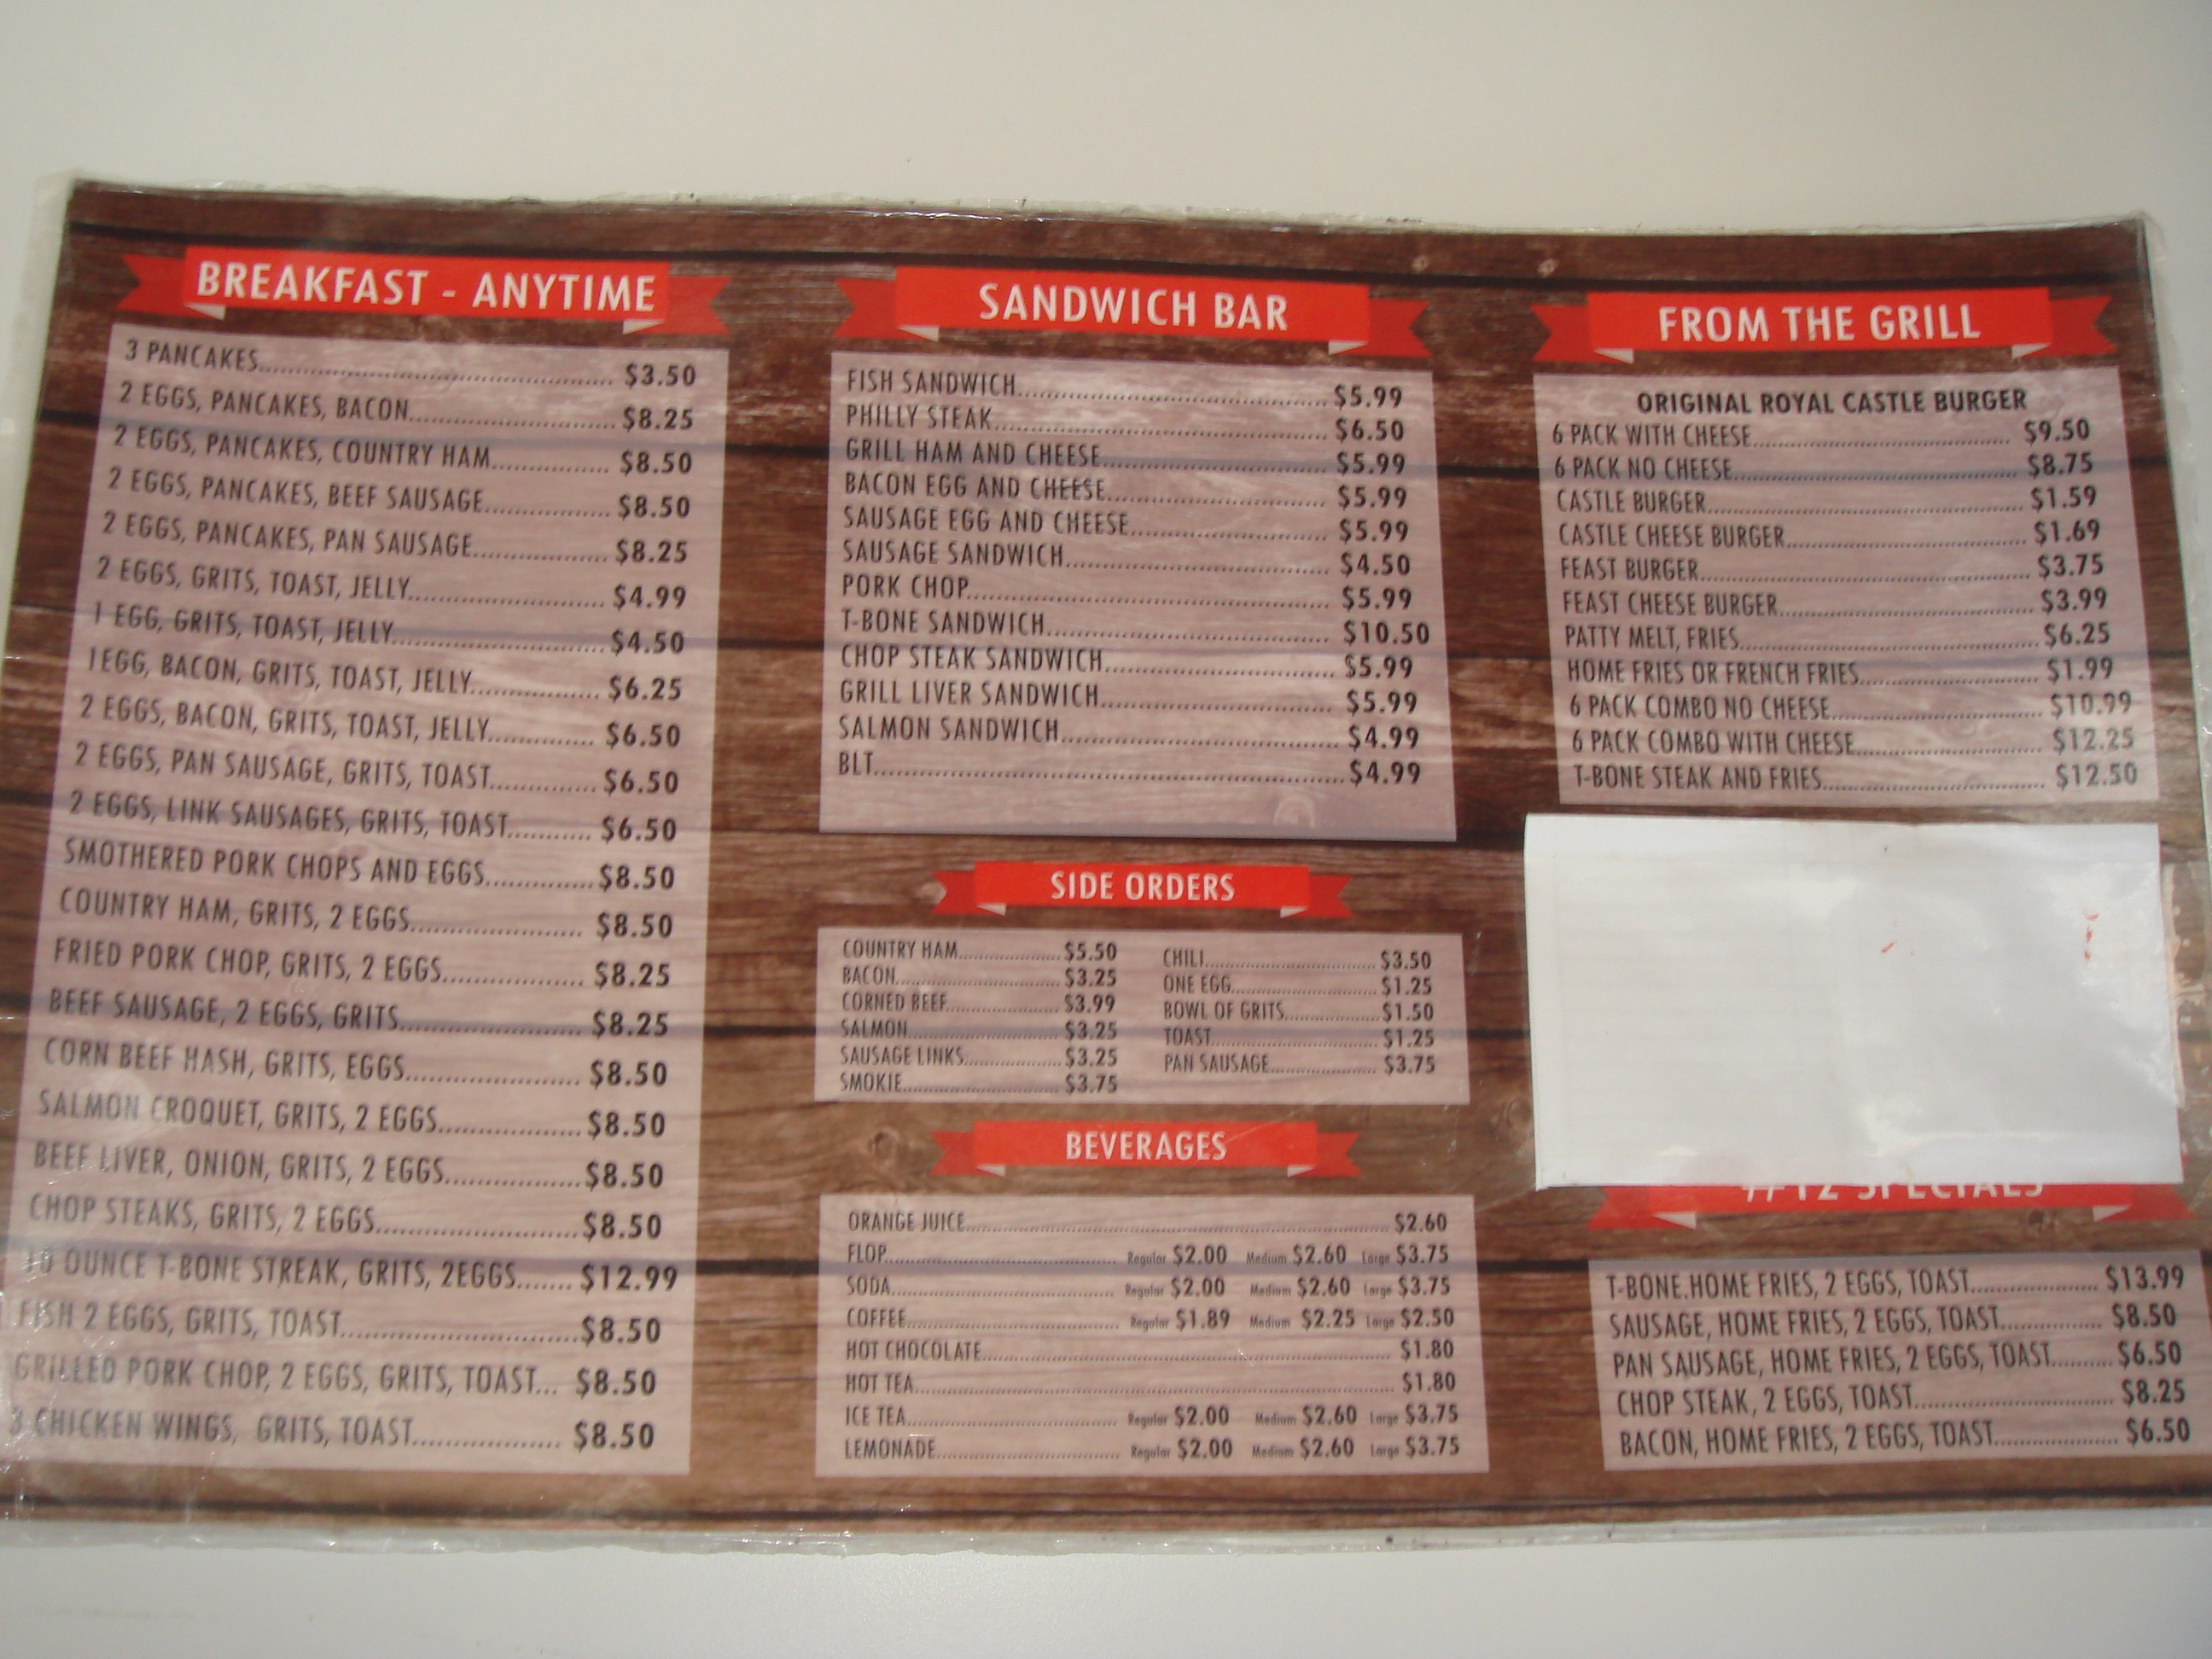 BREAKFAST - ANYTIME
3 PANCAKES........ $3.50
2 EGGS, PANCAKES, BACON........ $8.25
2 EGGS, PANCAKES, COUNTRY HAM........ $8.50
2 EGGS, PANCAKES, BEEF SAUSAGE........ $8.50
2 EGGS, PANCAKES, PAN SAUSAGE........ $8.25
2 EGGS, GRITS, TOAST, JELLY........ $4.99
1 EGG, GRITS, TOAST, JELLY........ $4.50
1EGG, BACON, GRITS, TOAST, JELLY........ $6.25
2 EGGS, BACON, GRITS, TOAST, JELLY........ $6.50
2 EGGS, PAN SAUSAGE, GRITS, TOAST........ $6.50
2 EGGS, LINK SAUSAGES, GRITS, TOAST........ $6.50
SMOTHERED PORK CHOPS AND EGGS........ $8.50
COUNTRY HAM, GRITS, 2 EGGS........ $8.50
FRIED PORK CHOP, GRITS, 2 EGGS........ $8.25
BEEF SAUSAGE, 2 EGGS, GRITS........ $8.25
CORN BEEF HASH, GRITS, EGGS........ $8.50
SALMON CROQUET, GRITS, 2 EGGS........ $8.50
BEEF LIVER, ONION, GRITS, 2 EGGS........ $8.50
CHOP STEAKS, GRITS, 2 EGGS........ $8.50
10 OUNCE T-BONE STREAK, GRITS, 2EGGS....... $12.99
FISH 2 EGGS, GRITS, TOAST........ $8.50
GRILLED PORK CHOP, 2 EGGS, GRITS, TOAST... $8.50
3 CHICKEN WINGS, GRITS, TOAST........ $8.50
SANDWICH BAR
FISH SANDWICH........ $5.99
PHILLY STEAK........ $6.50
GRILL HAM AND CHEESE........ $5.99
BACON EGG AND CHEESE........ $5.99
SAUSAGE EGG AND CHEESE........ $5.99
SAUSAGE SANDWICH........ $4.50
PORK CHOP........ $5.99
T-BONE SANDWICH........ $10.50
CHOP STEAK SANDWICH........ $5.99
GRILL LIVER SANDWICH........ $5.99
SALMON SANDWICH........ $4.99
BLT........ $4.99
SIDE ORDERS
COUNTRY HAM........ $5.50
BACON........ $3.25
CORNED BEEF........ $3.99
SALMON........ $3.25
SAUSAGE LINKS........ $3.25
SMOKIE........ $3.75
CHILI........ $3.50
ONE EGG........ $1.25
BOWL OF GRITS........ $1.50
TOAST........ $1.25
PAN SAUSAGE........ $3.75
BEVERAGES
ORANGE JUICE........ $2.60
FLOP........ Regular $2.00 Medium $2.60 Large $3.75
SODA........ Regular $2.00 Medium $2.60 Large $3.75
COFFEE........ Regular $1.89 Medium $2.25 Large $2.50
HOT CHOCOLATE........ $1.80
HOT TEA........ $1.80
ICE TEA........ Regular $2.00 Medium $2.60 Large $3.75
LEMONADE........ Regular $2.00 Medium $2.60 Large $3.75
FROM THE GRILL
ORIGINAL ROYAL CASTLE BURGER
6 PACK WITH CHEESE........ $9.50
6 PACK NO CHEESE........ $8.75
CASTLE BURGER........ $1.59
CASTLE CHEESE BURGER........ $1.69
FEAST BURGER........ $3.75
FEAST CHEESE BURGER........ $3.99
PATTY MELT, FRIES........ $6.25
HOME FRIES OR FRENCH FRIES........ $1.99
6 PACK COMBO NO CHEESE........ $10.99
6 PACK COMBO WITH CHEESE........ $12.25
T-BONE STEAK AND FRIES........ $12.50
SPECIALS
T-BONE.HOME FRIES, 2 EGGS, TOAST........ $13.99
SAUSAGE, HOME FRIES, 2 EGGS, TOAST........ $8.50
PAN SAUSAGE, HOME FRIES, 2 EGGS, TOAST........ $6.50
CHOP STEAK, 2 EGGS, TOAST........ $8.25
BACON, HOME FRIES, 2 EGGS, TOAST........ $6.50